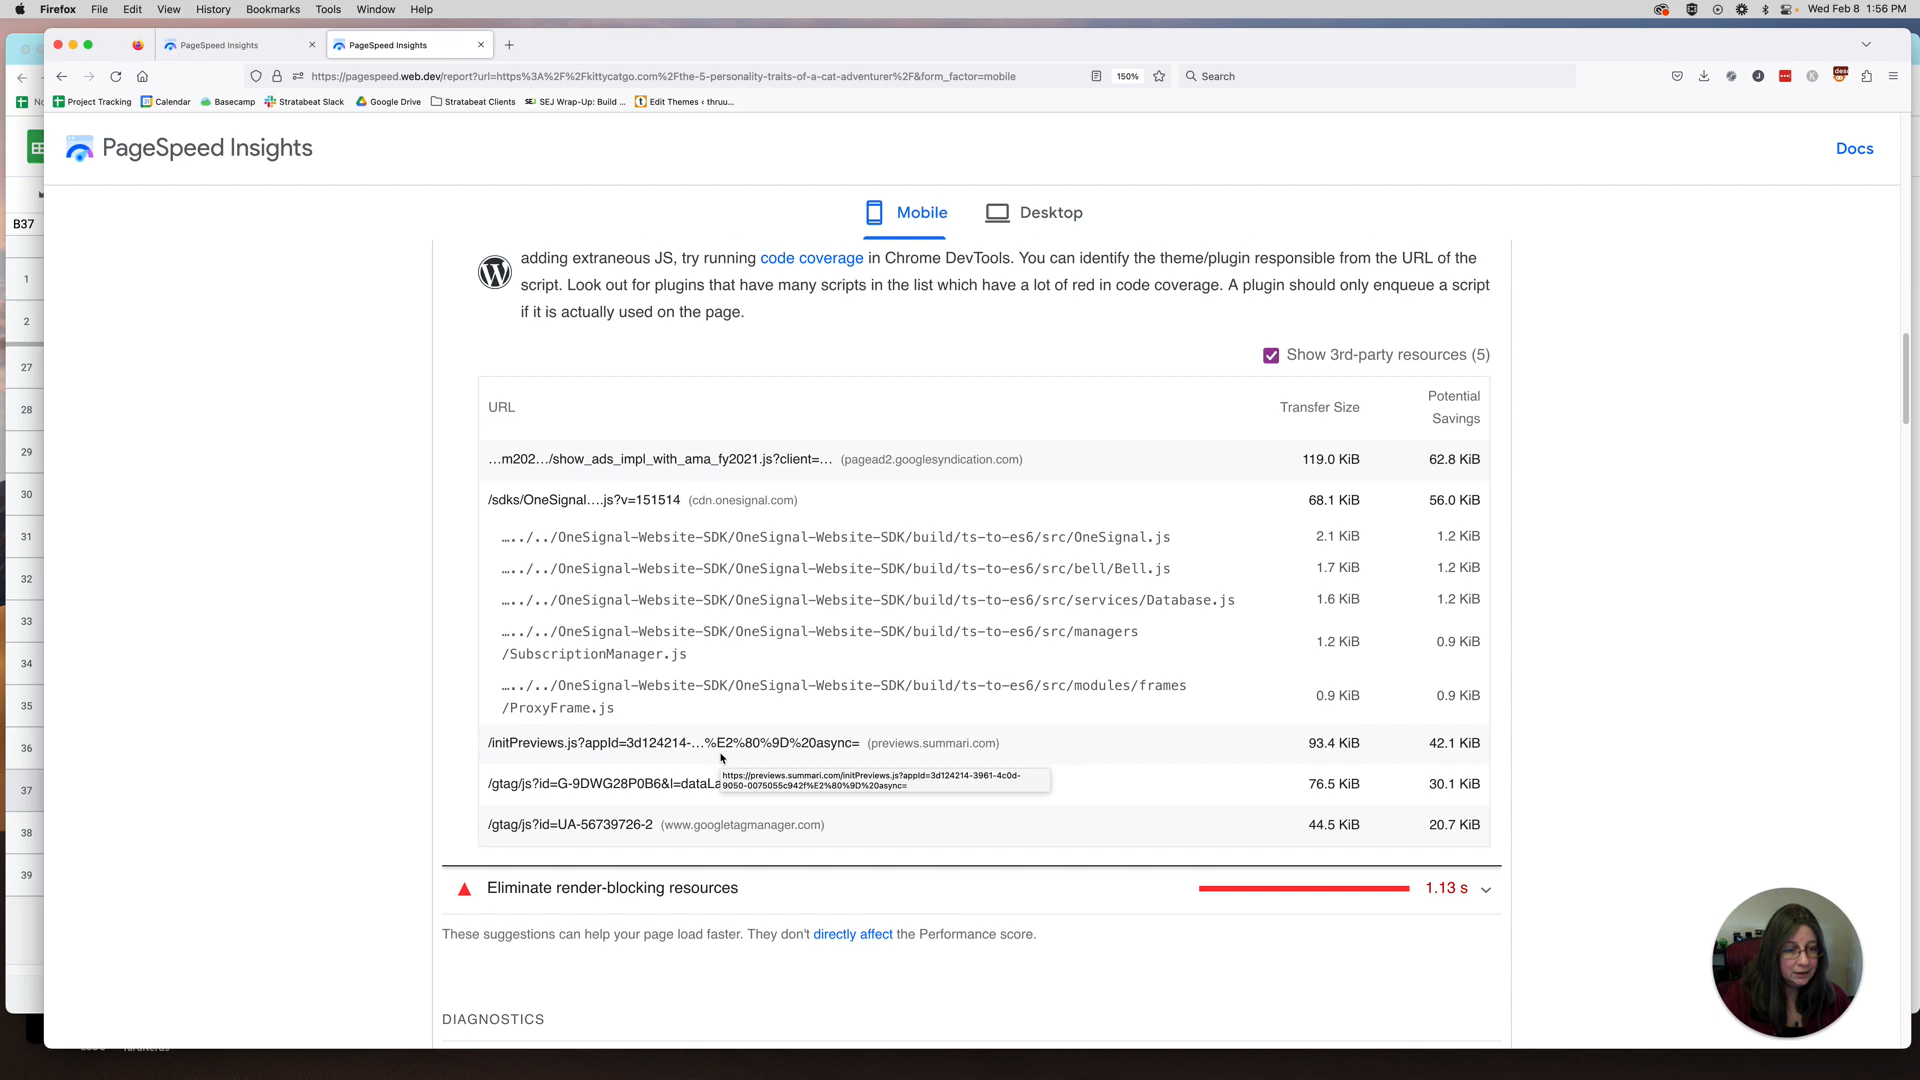 Firefox File Edit View History Bookmarks Tools Window Help Wed Feb 8 1:56 PM
PageSpeed Insights PageSpeed Insights
https://pagespeed.web.dev/report?url=https%3A%2F%2Fkittycatgo.com%2Fthe-5-personality-traits-of-a-cat-adventurer%2F&form_factor=mobile 150% Search
Project Tracking Calendar Basecamp Stratabeat Slack Google Drive Stratabeat Clients SEJ Wrap-Up: Build ... Edit Themes ‹ thruu...
PageSpeed Insights Docs
Mobile Desktop
B37
1
2
27
28
29
30
31
32
33
34
35
36
37
38
39
adding extraneous JS, try running code coverage in Chrome DevTools. You can identify the theme/plugin responsible from the URL of the
script. Look out for plugins that have many scripts in the list which have a lot of red in code coverage. A plugin should only enqueue a script
if it is actually used on the page.
Show 3rd-party resources (5)
URL Transfer Size Potential Savings
…m202…/show_ads_impl_with_ama_fy2021.js?client=… (pagead2.googlesyndication.com) 119.0 KiB 62.8 KiB
/sdks/OneSignal….js?v=151514 (cdn.onesignal.com) 68.1 KiB 56.0 KiB
…../../OneSignal-Website-SDK/OneSignal-Website-SDK/build/ts-to-es6/src/OneSignal.js 2.1 KiB 1.2 KiB
…../../OneSignal-Website-SDK/OneSignal-Website-SDK/build/ts-to-es6/src/bell/Bell.js 1.7 KiB 1.2 KiB
…../../OneSignal-Website-SDK/OneSignal-Website-SDK/build/ts-to-es6/src/services/Database.js 1.6 KiB 1.2 KiB
…../../OneSignal-Website-SDK/OneSignal-Website-SDK/build/ts-to-es6/src/managers
/SubscriptionManager.js 1.2 KiB 0.9 KiB
…../../OneSignal-Website-SDK/OneSignal-Website-SDK/build/ts-to-es6/src/modules/frames
/ProxyFrame.js 0.9 KiB 0.9 KiB
/initPreviews.js?appId=3d124214-…%E2%80%9D%20async= (previews.summari.com) 93.4 KiB 42.1 KiB
https://previews.summari.com/initPreviews.js?appId=3d124214-3961-4c0d-
9050-0075055c942f%E2%80%9D%20async=
/gtag/js?id=G-9DWG28P0B6&l=dataLa 76.5 KiB 30.1 KiB
/gtag/js?id=UA-56739726-2 (www.googletagmanager.com) 44.5 KiB 20.7 KiB
Eliminate render-blocking resources 1.13 s
These suggestions can help your page load faster. They don't directly affect the Performance score.
DIAGNOSTICS